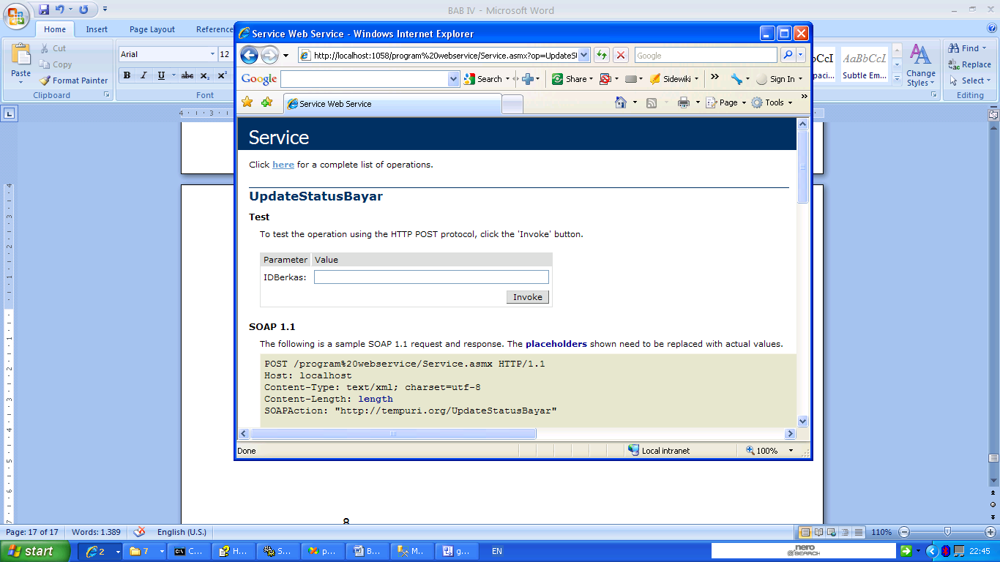 BAB IV - Microsoft Word
Home Insert Page Layout Reference
Cut
Copy
Format Painter
Paste
Clipboard
Arial 12
B I U abc x₂ x²
Font
Subtle Em...
Change Styles
Find
Replace
Select
Editing
Service Web Service - Windows Internet Explorer
http://localhost:1058/program%20webservice/Service.asmx?op=UpdateS
Google
Google Search Share Sidewiki Sign In
Service Web Service
Page Tools
Service
Click here for a complete list of operations.
UpdateStatusBayar
Test
To test the operation using the HTTP POST protocol, click the 'Invoke' button.
Parameter Value
IDBerkas:
Invoke
SOAP 1.1
The following is a sample SOAP 1.1 request and response. The placeholders shown need to be replaced with actual values.
POST /program%20webservice/Service.asmx HTTP/1.1
Host: localhost
Content-Type: text/xml; charset=utf-8
Content-Length: length
SOAPAction: "http://tempuri.org/UpdateStatusBayar"
Done Local intranet 100%
8
Page: 17 of 17 Words: 1.389 English (U.S.) 110%
start 2 7 C... H... S... p... B... M... g... EN nero SEARCH 22:45